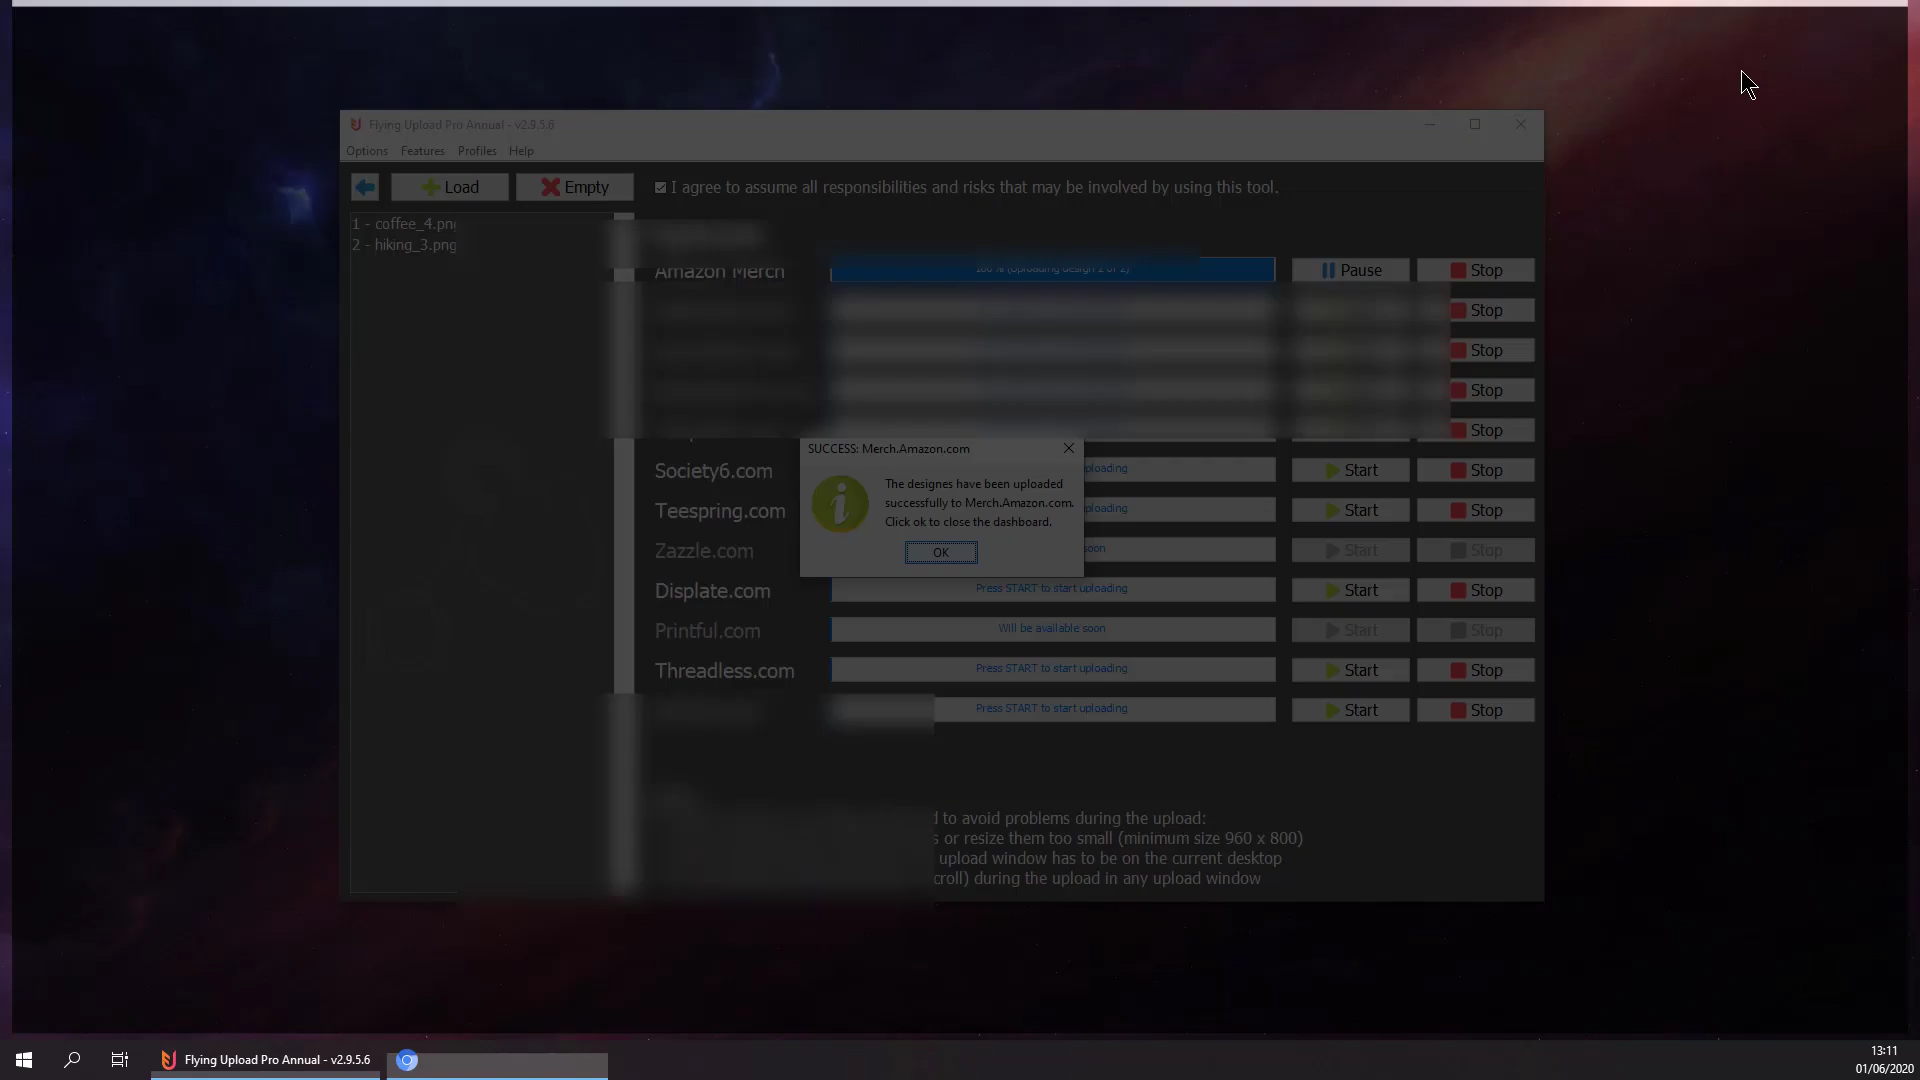 Flying Upload Pro Annual - v2.9.5.6
Options Features Profiles Help
Load Empty I agree to assume all responsibilities and risks that may be involved by using this tool.
1 - coffee_4.png
2 - hiking_3.png
Amazon Merch 100 % (Uploading design 2 of 2) Pause Stop
Stop
Stop
Stop
Stop
SUCCESS: Merch.Amazon.com
The designes have been uploaded
successfully to Merch.Amazon.com.
Click ok to close the dashboard.
OK
Society6.com Start Stop
Teespring.com Start Stop
Zazzle.com soon Start Stop
Displate.com Press START to start uploading Start Stop
Printful.com Will be available soon Start Stop
Threadless.com Press START to start uploading Start Stop
Press START to start uploading Start Stop
to avoid problems during the upload:
or resize them too small (minimum size 960 x 800)
upload window has to be on the current desktop
during the upload in any upload window
Flying Upload Pro Annual - v2.9.5.6
13:11
01/06/2020